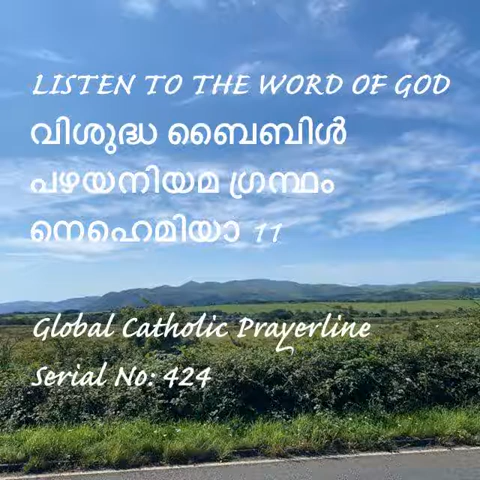 LISTEN TO THE WORD OF GOD
വിശുദ്ധ ബൈബിൾ
പഴയനിയമ ഗ്രന്ഥം
നെഹെമിയാ 11
Global Catholic Prayerline
Serial No: 424